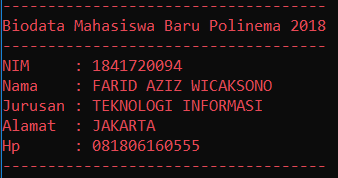 -----------------------------------
Biodata Mahasiswa Baru Polinema 2018
-----------------------------------
NIM     : 1841720094
Nama    : FARID AZIZ WICAKSONO
Jurusan : TEKNOLOGI INFORMASI
Alamat  : JAKARTA
Hp      : 081806160555
-----------------------------------